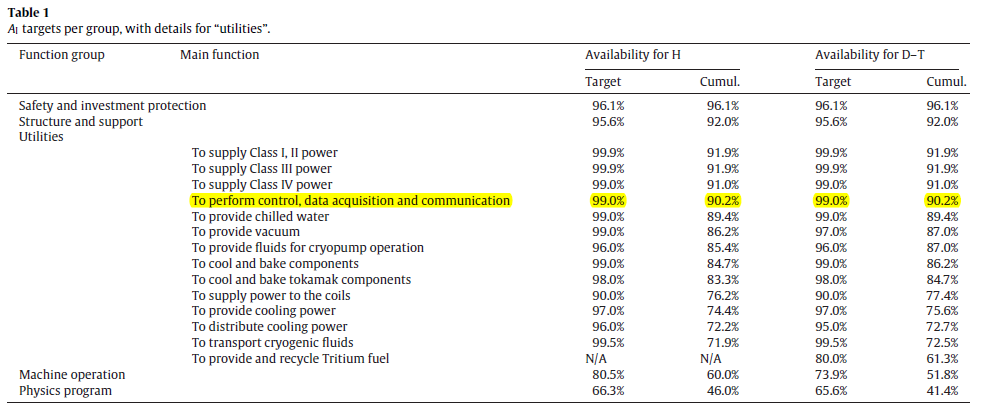 Table 1
A_I targets per group, with details for “utilities”.
Function group Main function Availability for H Availability for D–T
Target Cumul. Target Cumul.
Safety and investment protection 96.1% 96.1% 96.1% 96.1%
Structure and support 95.6% 92.0% 95.6% 92.0%
Utilities
To supply Class I, II power 99.9% 91.9% 99.9% 91.9%
To supply Class III power 99.9% 91.9% 99.9% 91.9%
To supply Class IV power 99.0% 91.0% 99.0% 91.0%
To perform control, data acquisition and communication 99.0% 90.2% 99.0% 90.2%
To provide chilled water 99.0% 89.4% 99.0% 89.4%
To provide vacuum 99.0% 86.2% 97.0% 87.0%
To provide fluids for cryopump operation 96.0% 85.4% 96.0% 87.0%
To cool and bake components 99.0% 84.7% 99.0% 86.2%
To cool and bake tokamak components 98.0% 83.3% 98.0% 84.7%
To supply power to the coils 90.0% 76.2% 90.0% 77.4%
To provide cooling power 97.0% 74.4% 97.0% 75.6%
To distribute cooling power 96.0% 72.2% 95.0% 72.7%
To transport cryogenic fluids 99.5% 71.9% 99.5% 72.5%
To provide and recycle Tritium fuel N/A N/A 80.0% 61.3%
Machine operation 80.5% 60.0% 73.9% 51.8%
Physics program 66.3% 46.0% 65.6% 41.4%